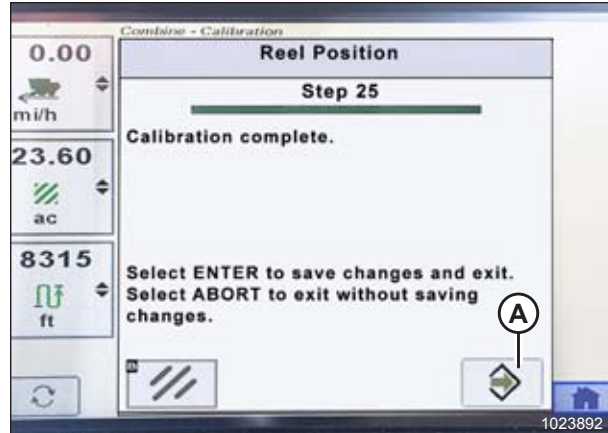 Combine - Calibration
0.00
mi/h
23.60
ac
8315
ft
Reel Position
Step 25
Calibration complete.
Select ENTER to save changes and exit.
Select ABORT to exit without saving
changes.
A
1023892